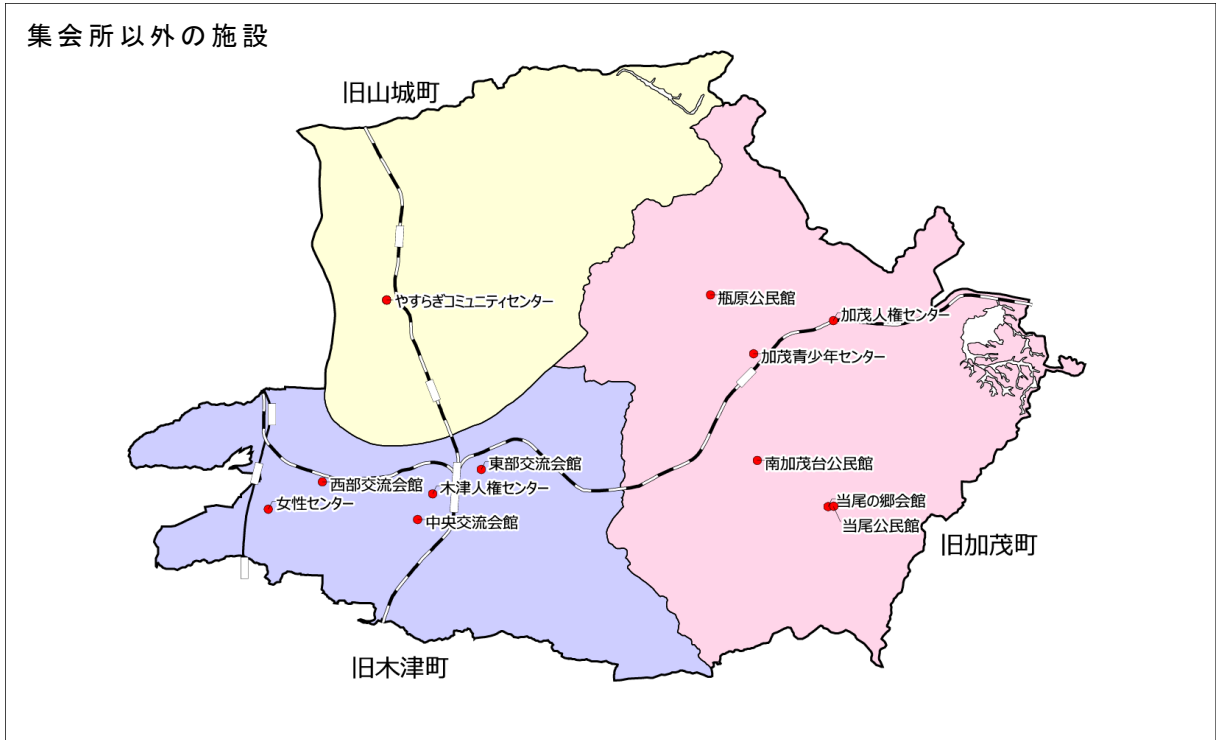 集会所以外の施設
旧山城町
やすらぎコミュニティセンター
瓶原公民館
加茂人権センター
加茂青少年センター
東部交流会館
南加茂台公民館
西部交流会館
木津人権センター
女性センター
当尾の郷会館
中央交流会館
当尾公民館
旧加茂町
旧木津町